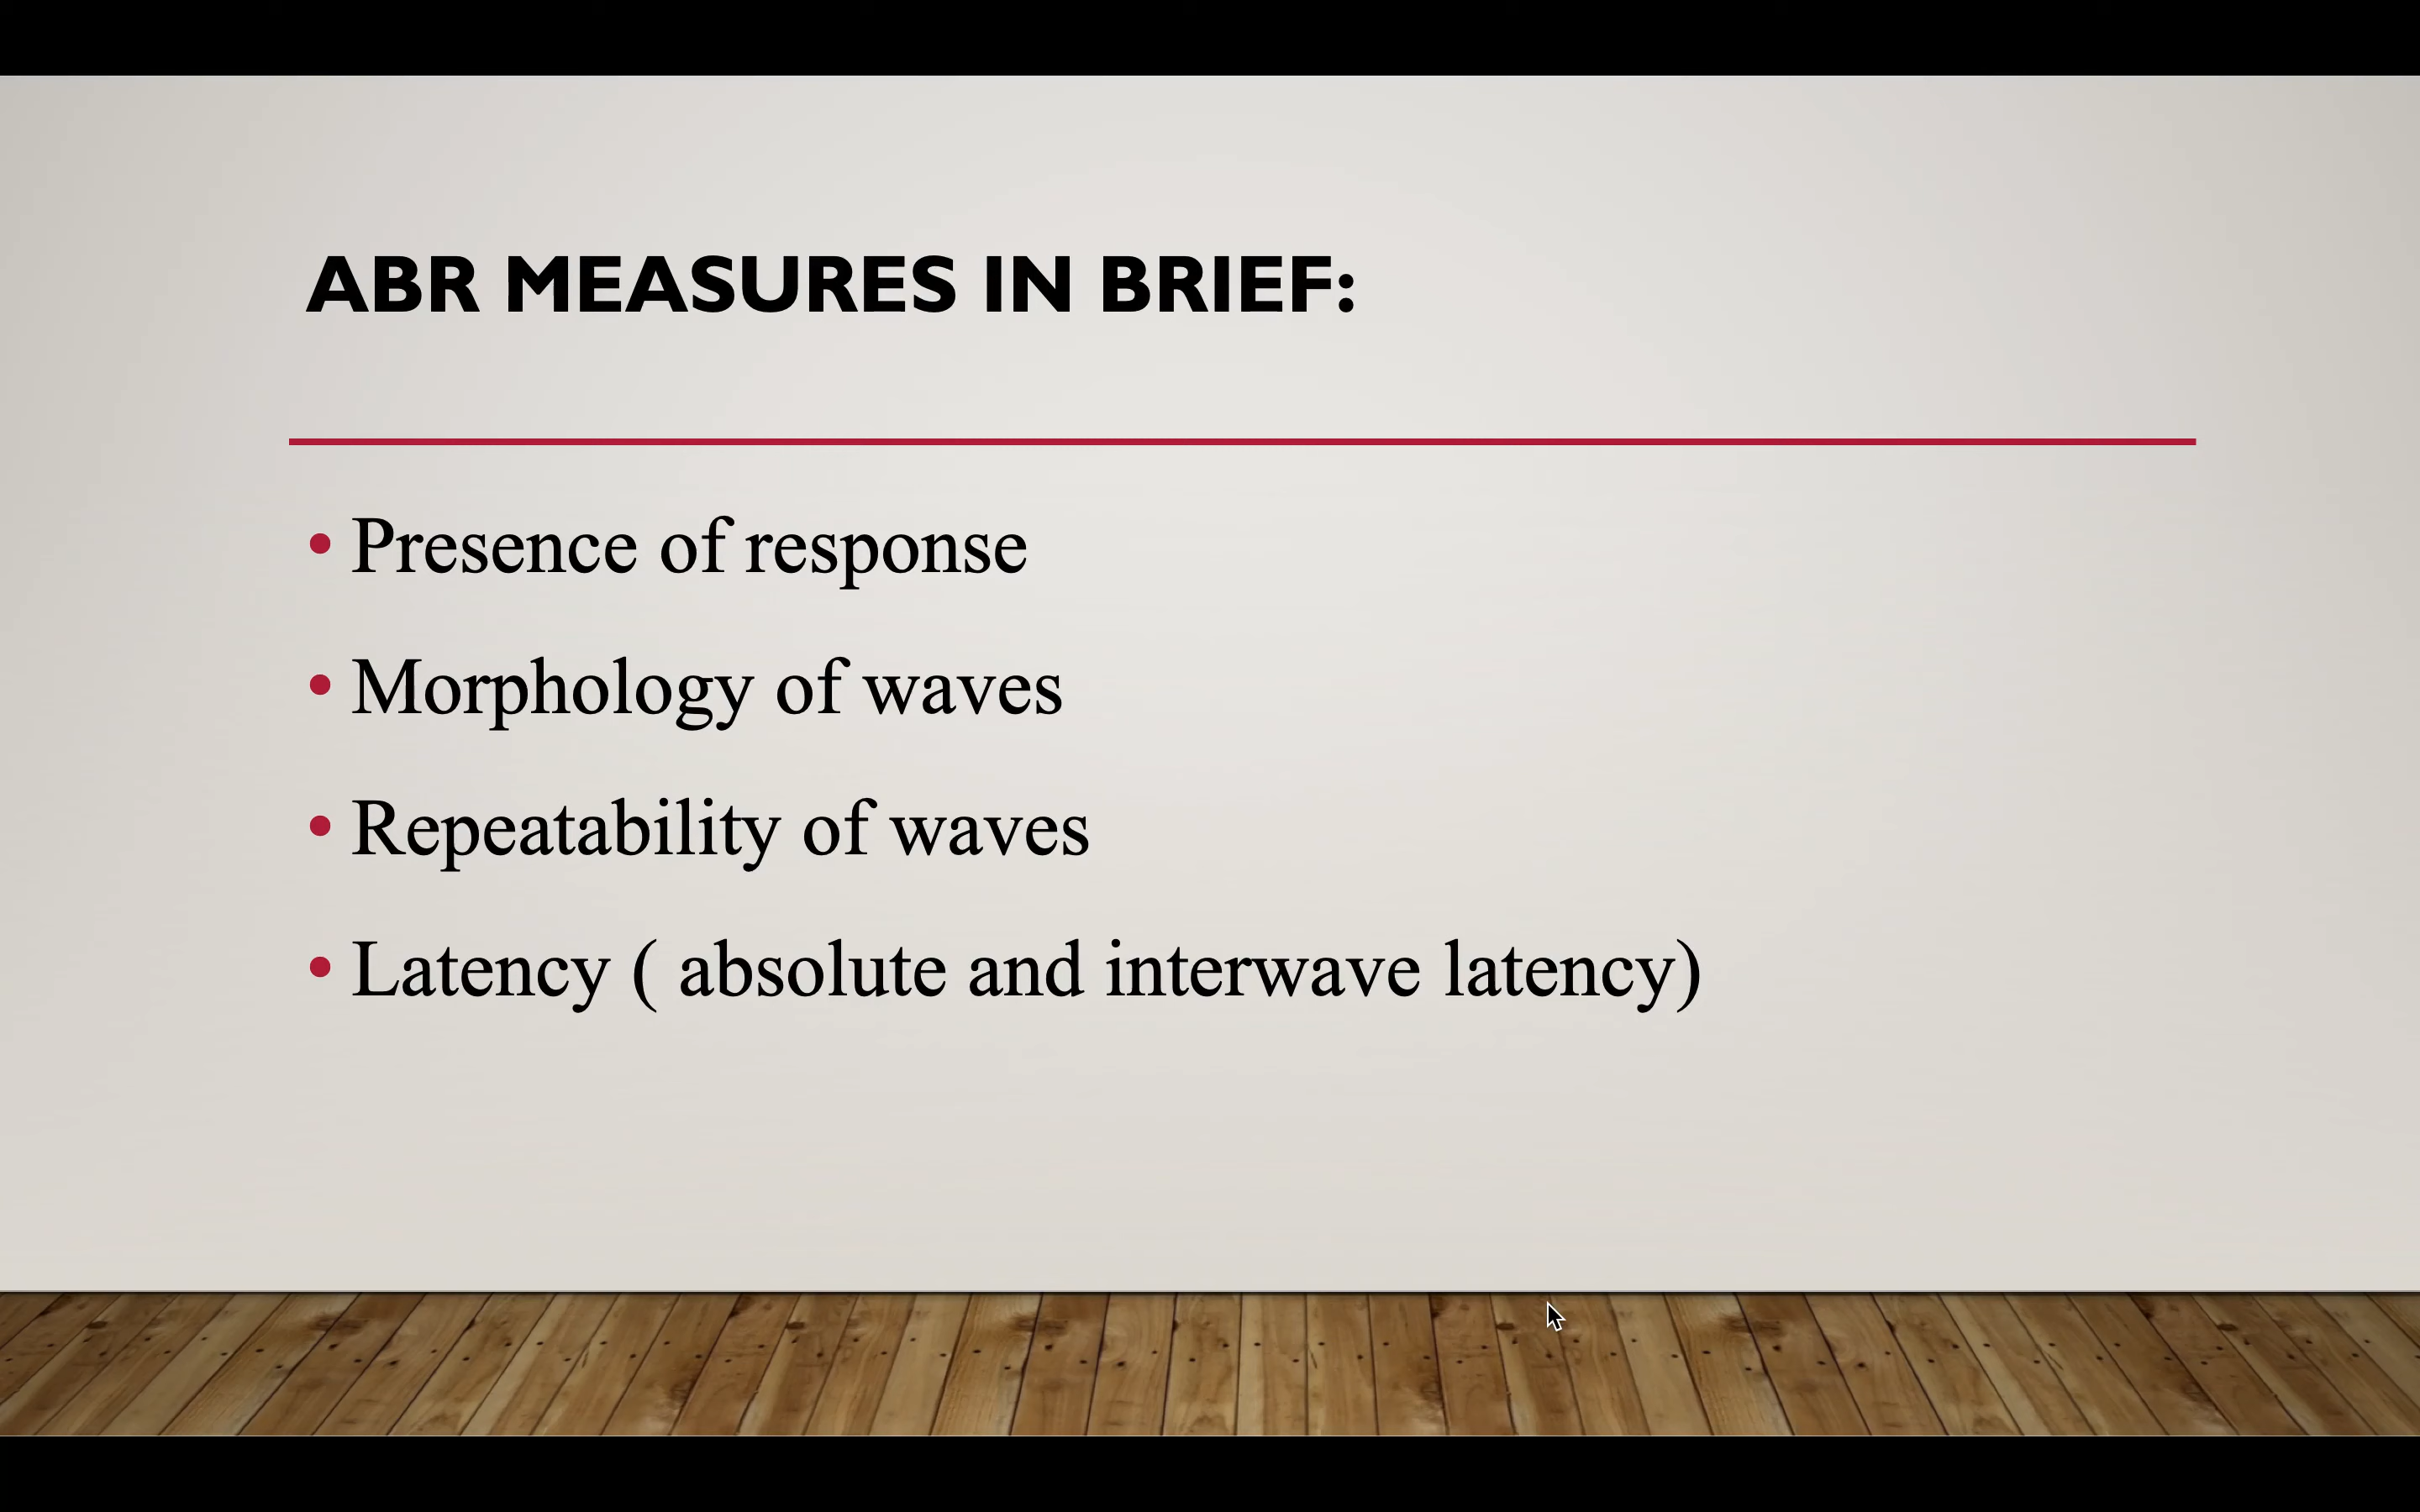 ABR MEASURES IN BRIEF:
• Presence of response
• Morphology of waves
• Repeatability of waves
• Latency ( absolute and interwave latency)